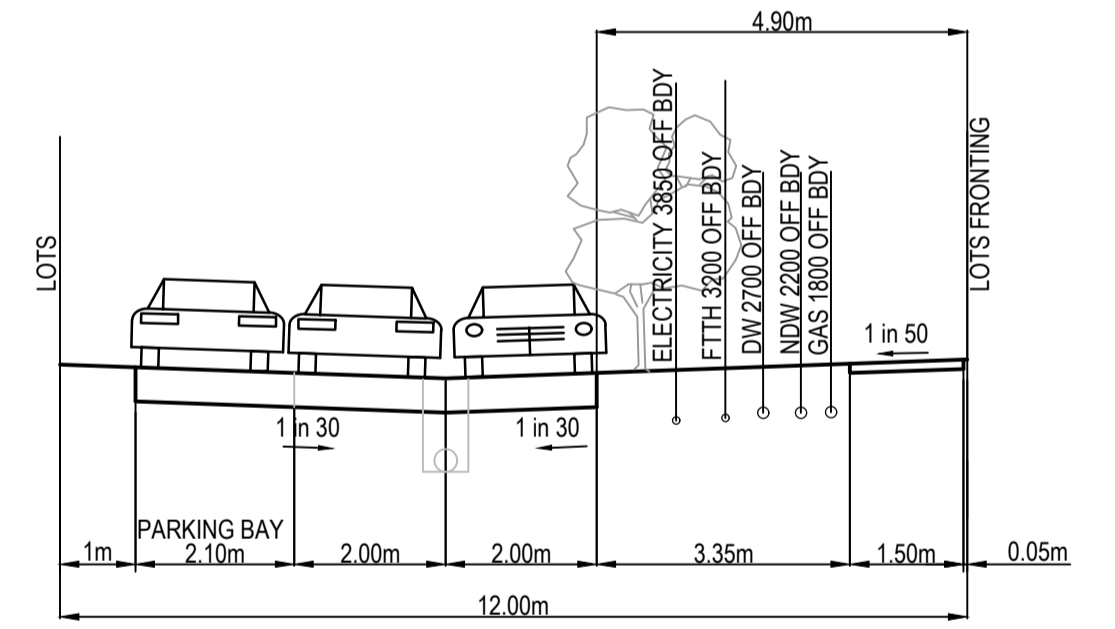 4.90m
LOTS
ELECTRICITY 3850 OFF BDY
FTTH 3200 OFF BDY
DW 2700 OFF BDY
NDW 2200 OFF BDY
GAS 1800 OFF BDY
LOTS FRONTING
1 in 50
1 in 30
1 in 30
PARKING BAY
1m
2.10m
2.00m
2.00m
3.35m
1.50m
0.05m
12.00m